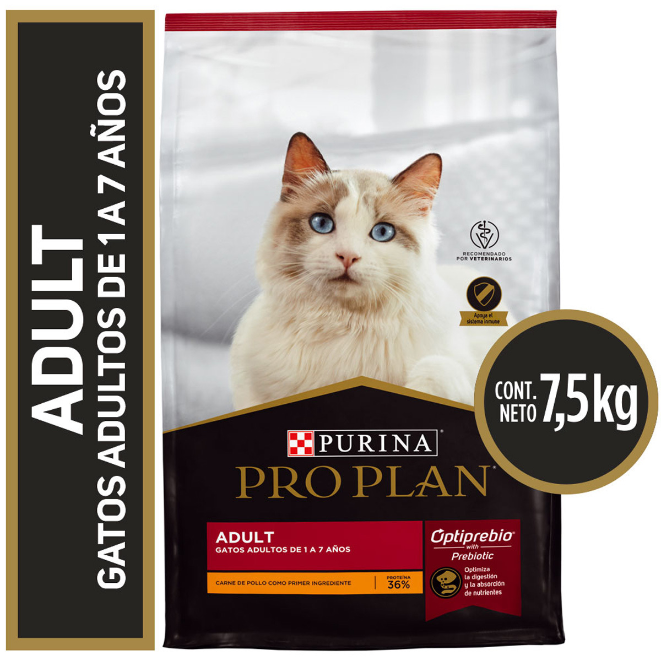 ADULT
GATOS ADULTOS DE 1 A 7 AÑOS
RECOMENDADO
POR VETERINARIOS
Apoya el
sistema inmune
CONT.
NETO 7,5kg
PURINA
PRO PLAN
ADULT
GATOS ADULTOS DE 1 A 7 AÑOS
CARNE DE POLLO COMO PRIMER INGREDIENTE
PROTEÍNA
36%
Optiprebio®
with
Prebiotic
Optimiza
la digestión
y la absorción
de nutrientes